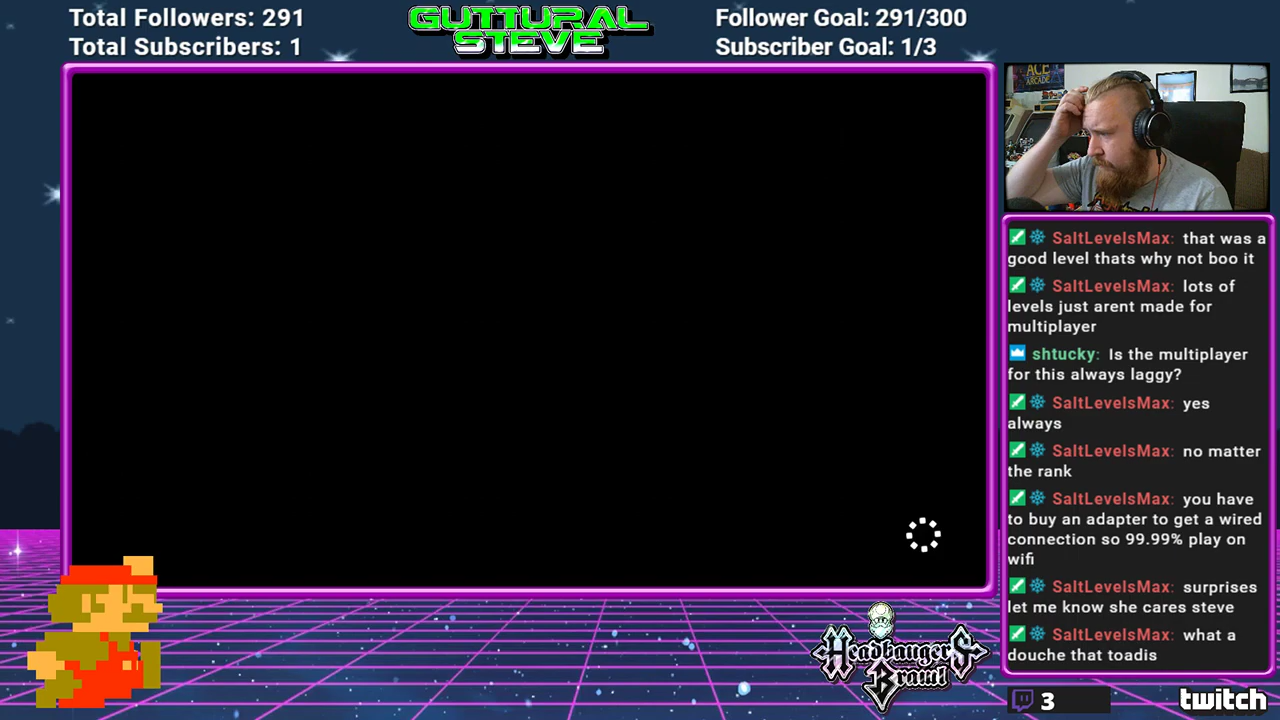 Total Followers: 291
Total Subscribers: 1
GUTTURAL
STEVE
Follower Goal: 291/300
Subscriber Goal: 1/3
ACE
ARCADE
SaltLevelsMax: that was a
good level thats why not boo it
SaltLevelsMax: lots of
levels just arent made for
multiplayer
shtucky: Is the multiplayer
for this always laggy?
SaltLevelsMax: yes
always
SaltLevelsMax: no matter
the rank
SaltLevelsMax: you have
to buy an adapter to get a wired
connection so 99.99% play on
wifi
SaltLevelsMax: surprises
let me know she cares steve
SaltLevelsMax: what a
douche that toadis
Headbangers
Brawl
3
twitch